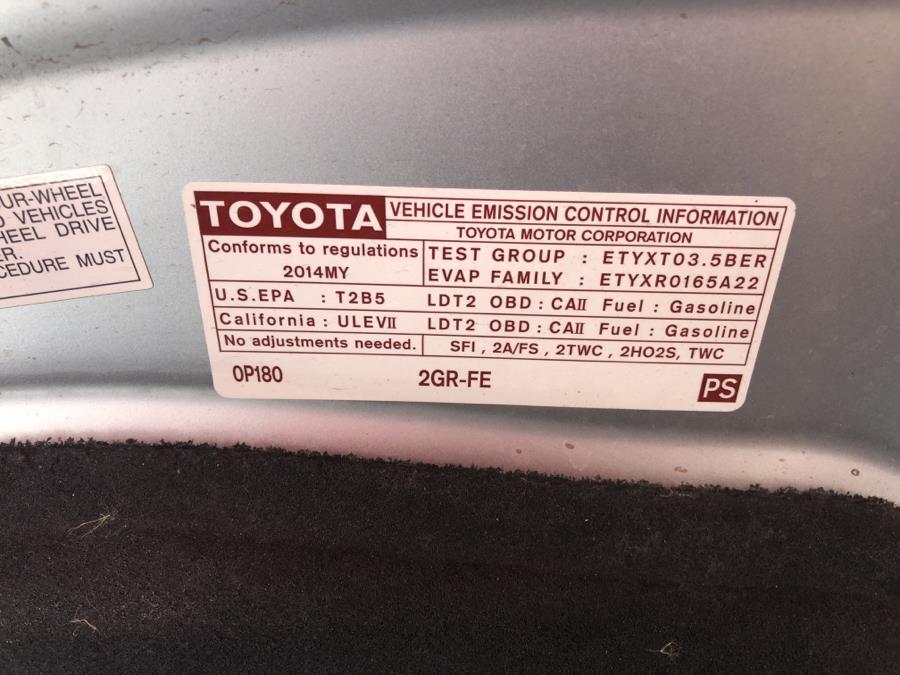 UR-WHEEL
VEHICLES
HEEL DRIVE
ER.
CEDURE MUST
TOYOTA
VEHICLE EMISSION CONTROL INFORMATION
TOYOTA MOTOR CORPORATION
Conforms to regulations
2014MY
TEST GROUP : ETYXT03.5BER
EVAP FAMILY : ETYXR0165A22
U.S.EPA : T2B5 LDT2 OBD : CAII Fuel : Gasoline
California : ULEVII LDT2 OBD : CAII Fuel : Gasoline
No adjustments needed.
SFI , 2A/FS , 2TWC , 2HO2S, TWC
0P180 2GR-FE PS